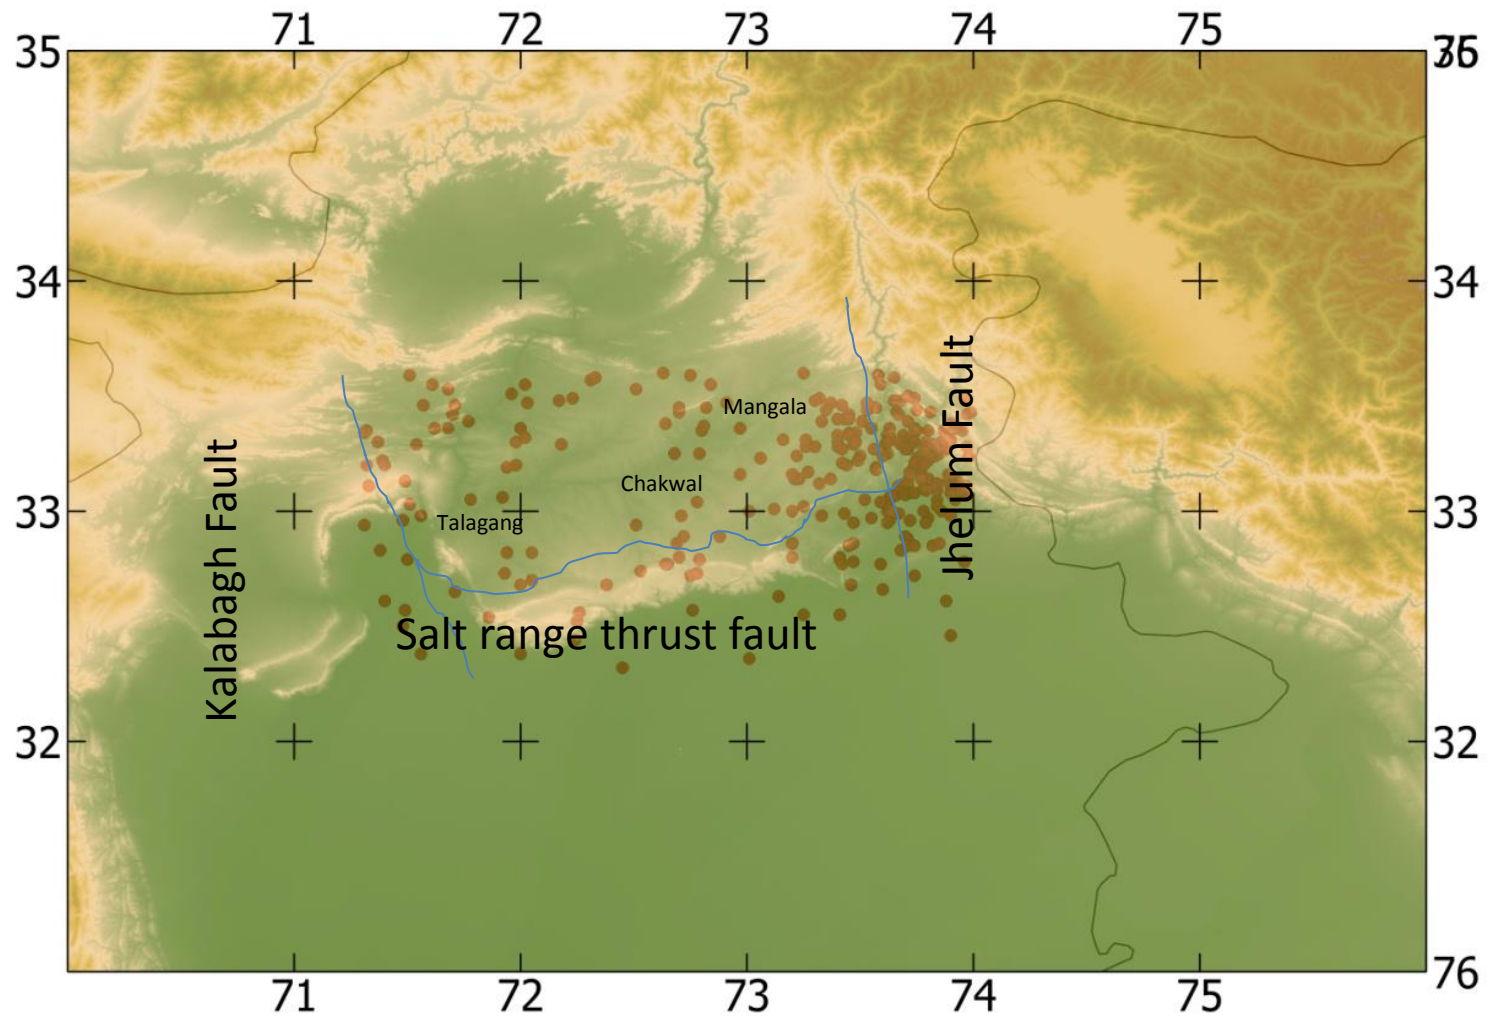 71 72 73 74 75
35 35
34 34
Mangala
Jhelum Fault
Kalabagh Fault
Chakwal
33 33
Talagang
Salt range thrust fault
32 32
76
71 72 73 74 75